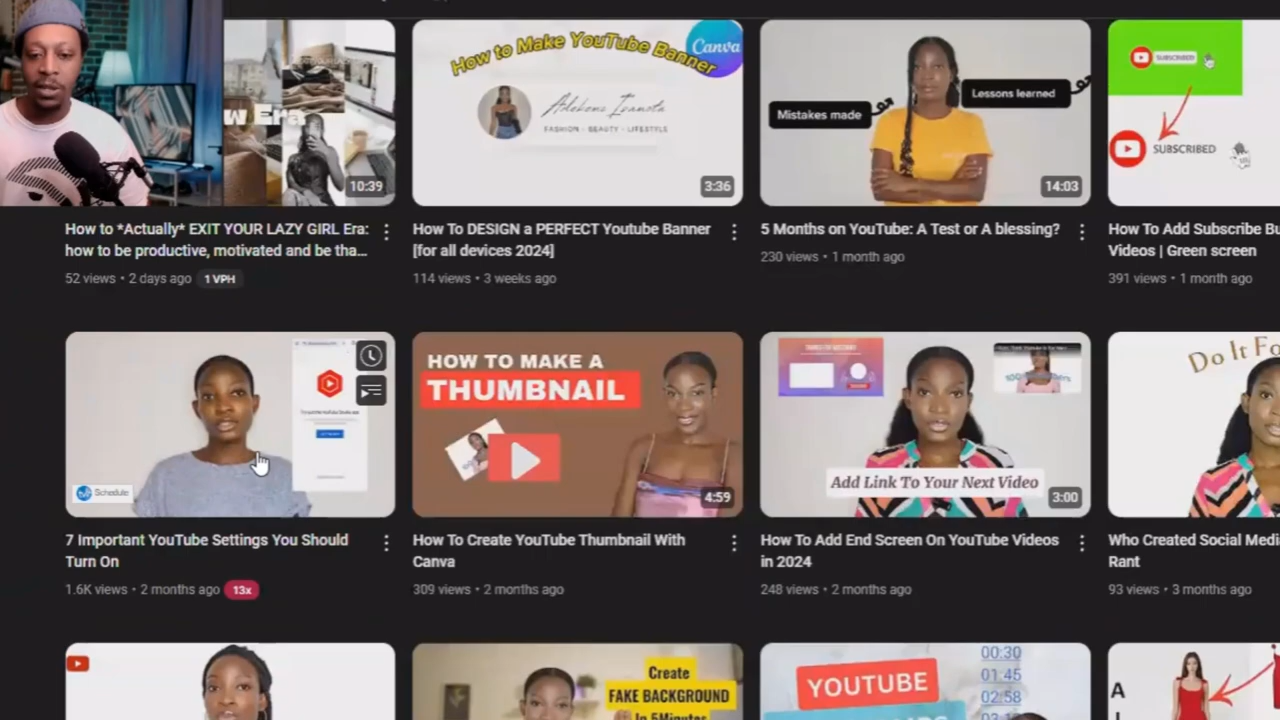 w Era
10:39
How to Make YouTube Banner
Canva
FASHION · BEAUTY · LIFESTYLE
3:36
Mistakes made
Lessons learned
14:03
SUBSCRIBED
SUBSCRIBED
How to *Actually* EXIT YOUR LAZY GIRL Era:
how to be productive, motivated and be tha...
52 views • 2 days ago 1 VPH
How To DESIGN a PERFECT Youtube Banner
[for all devices 2024]
114 views • 3 weeks ago
5 Months on YouTube: A Test or A blessing?
230 views • 1 month ago
How To Add Subscribe Bu
Videos | Green screen
391 views • 1 month ago
Schedule
HOW TO MAKE A
THUMBNAIL
4:59
Add Link To Your Next Video
3:00
Do It Fo
7 Important YouTube Settings You Should
Turn On
1.6K views • 2 months ago 13x
How To Create YouTube Thumbnail With
Canva
309 views • 2 months ago
How To Add End Screen On YouTube Videos
in 2024
248 views • 2 months ago
Who Created Social Medi
Rant
93 views • 3 months ago
Create
FAKE BACKGROUND
In 5Minutes
YOUTUBE
00:30
01:45
02:58
A